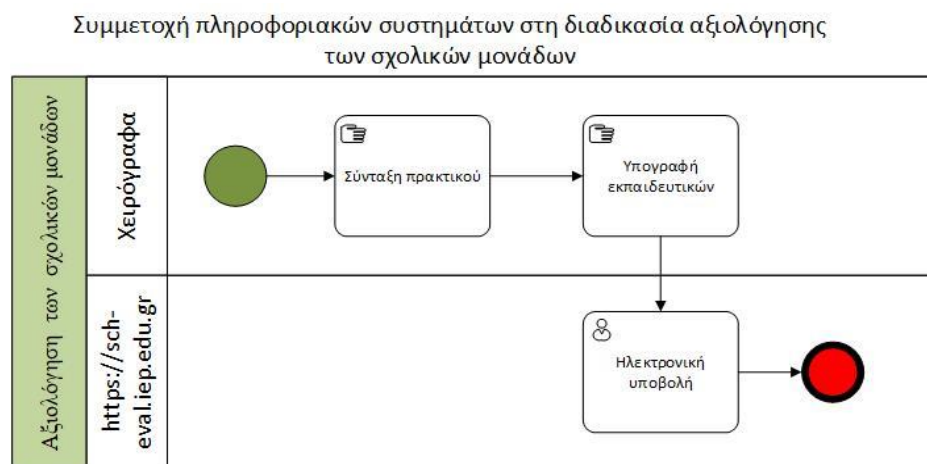 Συμμετοχή πληροφοριακών συστημάτων στη διαδικασία αξιολόγησης
των σχολικών μονάδων
Αξιολόγηση των σχολικών μονάδων
Χειρόγραφα
Σύνταξη πρακτικού
Υπογραφή
εκπαιδευτικών
https://sch-
eval.iep.edu.gr
Ηλεκτρονική
υποβολή